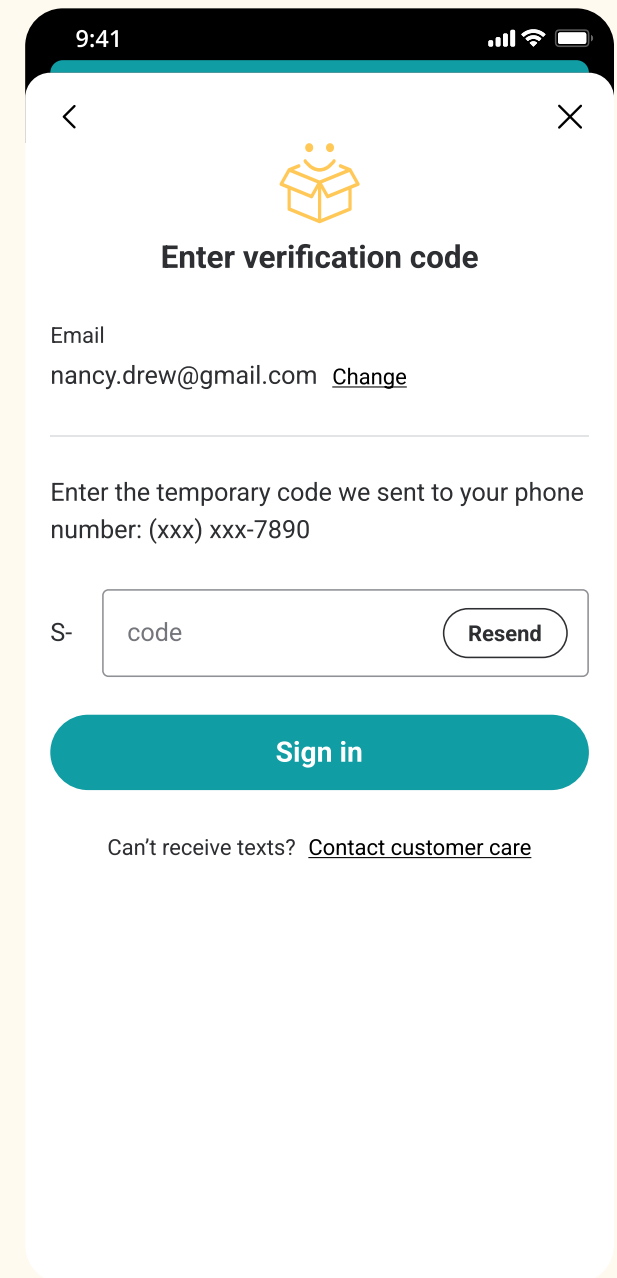 9:41
Enter verification code
Email
nancy.drew@gmail.com Change
Enter the temporary code we sent to your phone
number: (xxx) xxx-7890
S- code Resend
Sign in
Can’t receive texts? Contact customer care